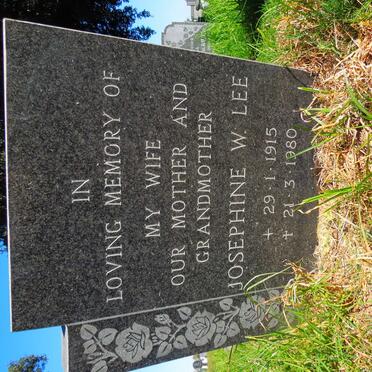 IN
LOVING MEMORY OF
MY WIFE
OUR MOTHER AND
GRANDMOTHER
JOSEPHINE W. LEE
+ 29.1.1915
+ 21.3.1980